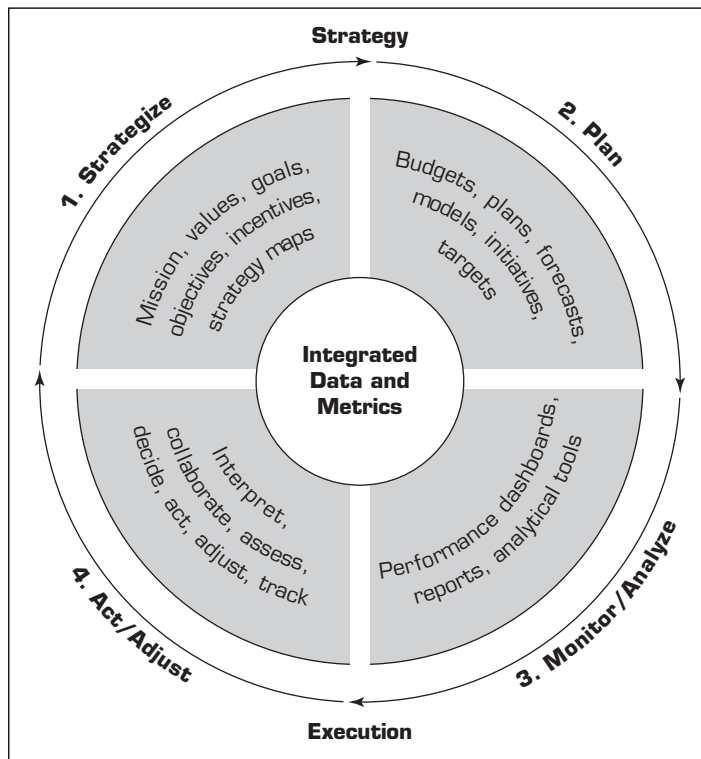 Strategy
1. Strategize
Mission, values, goals,
objectives, incentives,
strategy maps
2. Plan
Budgets, plans, forecasts,
models, initiatives,
targets
Integrated
Data and
Metrics
Performance dashboards,
reports, analytical tools
3. Monitor/Analyze
Interpret,
collaborate, assess,
decide, act, adjust, track
4. Act/Adjust
Execution